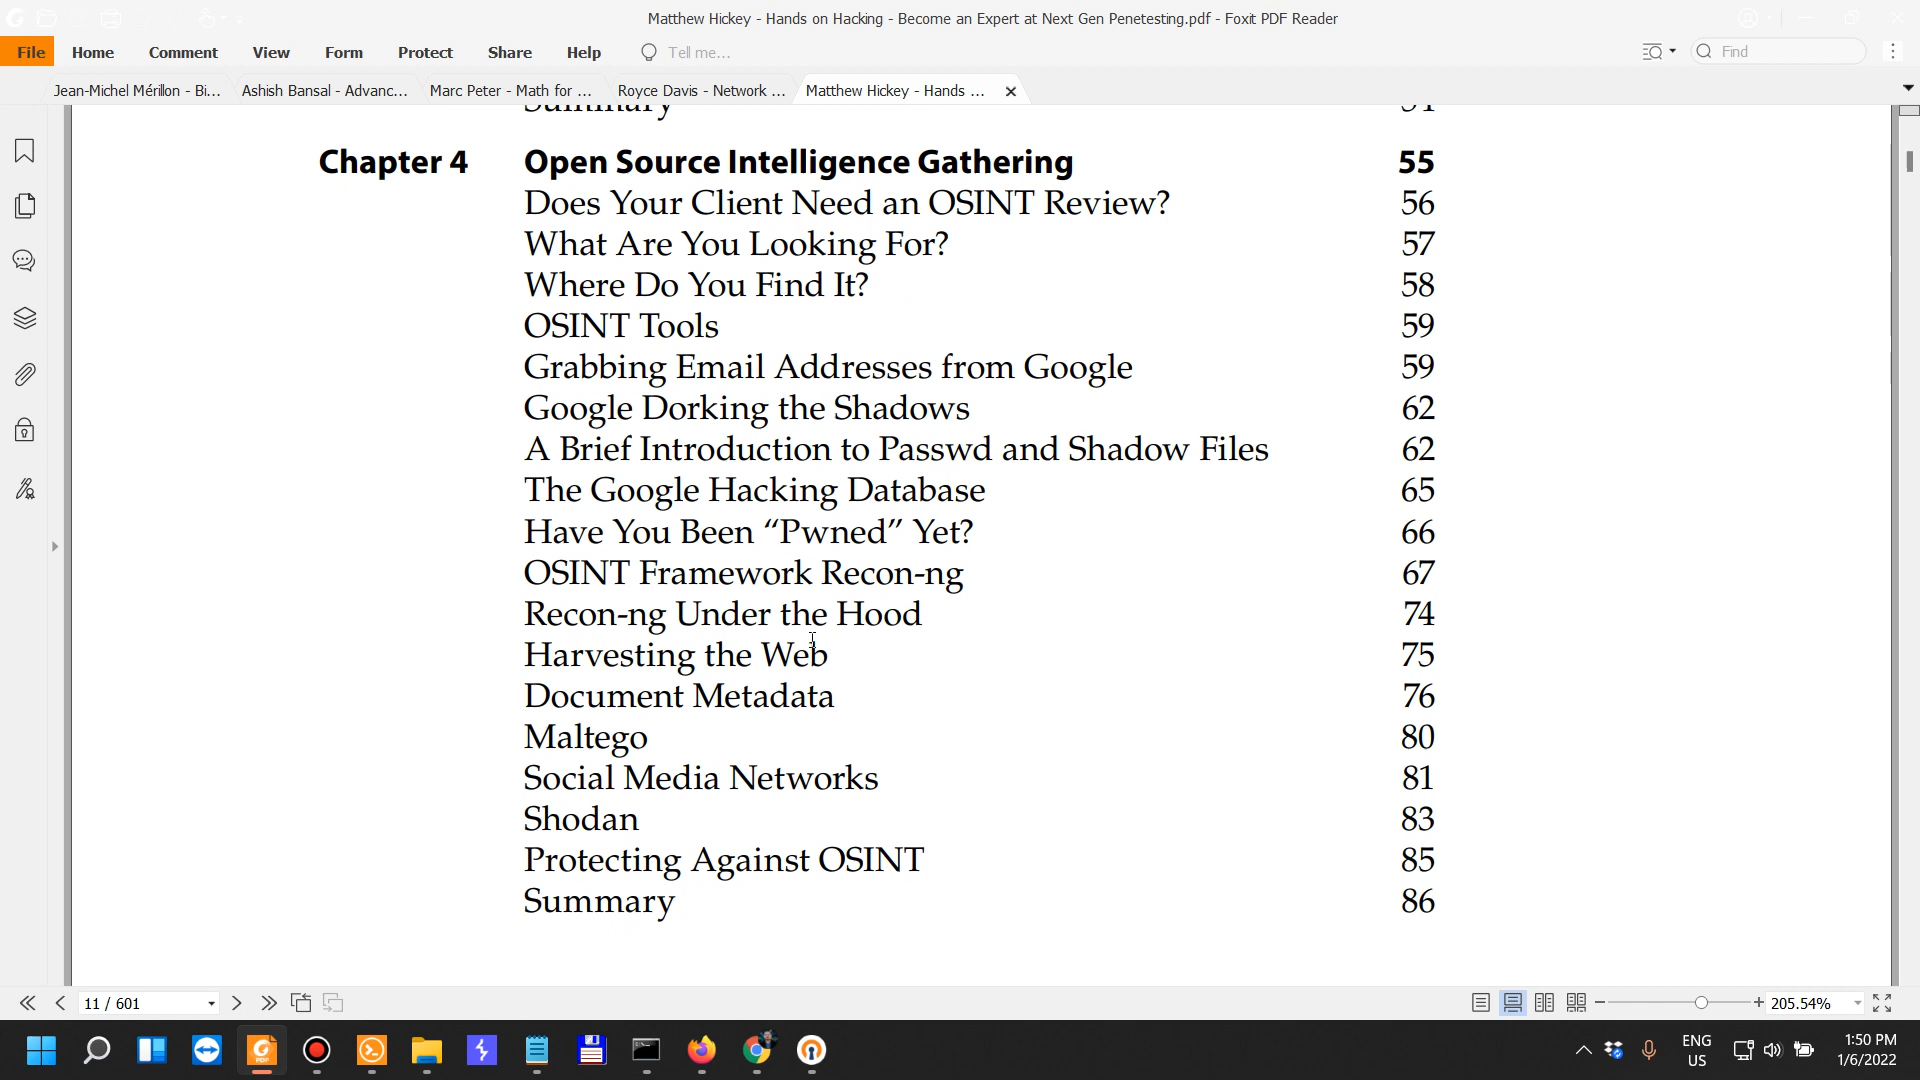 Matthew Hickey - Hands on Hacking - Become an Expert at Next Gen Penetesting.pdf - Foxit PDF Reader
File Home Comment View Form Protect Share Help Tell me... Find
Jean-Michel Mérillon - Bi... Ashish Bansal - Advanc... Marc Peter - Math for ... Royce Davis - Network ... Matthew Hickey - Hands ...
Summary 51
Chapter 4 Open Source Intelligence Gathering 55
Does Your Client Need an OSINT Review? 56
What Are You Looking For? 57
Where Do You Find It? 58
OSINT Tools 59
Grabbing Email Addresses from Google 59
Google Dorking the Shadows 62
A Brief Introduction to Passwd and Shadow Files 62
The Google Hacking Database 65
Have You Been “Pwned” Yet? 66
OSINT Framework Recon-ng 67
Recon-ng Under the Hood 74
Harvesting the Web 75
Document Metadata 76
Maltego 80
Social Media Networks 81
Shodan 83
Protecting Against OSINT 85
Summary 86
11 / 601 205.54%
ENG 1:50 PM
US 1/6/2022